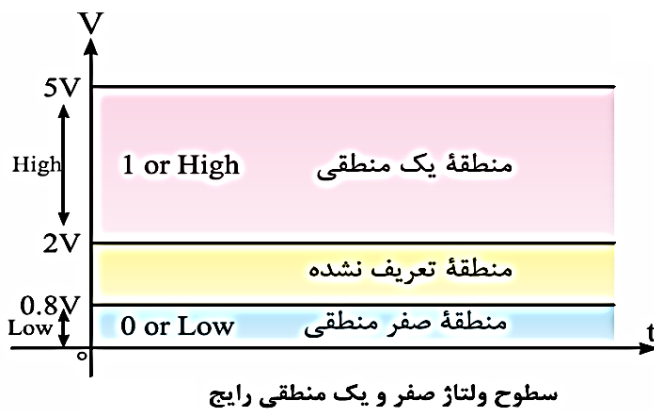 V
5V
High
1 or High
منطقهٔ یک منطقی
2V
منطقهٔ تعریف نشده
0.8V
Low
0 or Low
منطقهٔ صفر منطقی
t
o
سطوح ولتاژ صفر و یک منطقی رایج